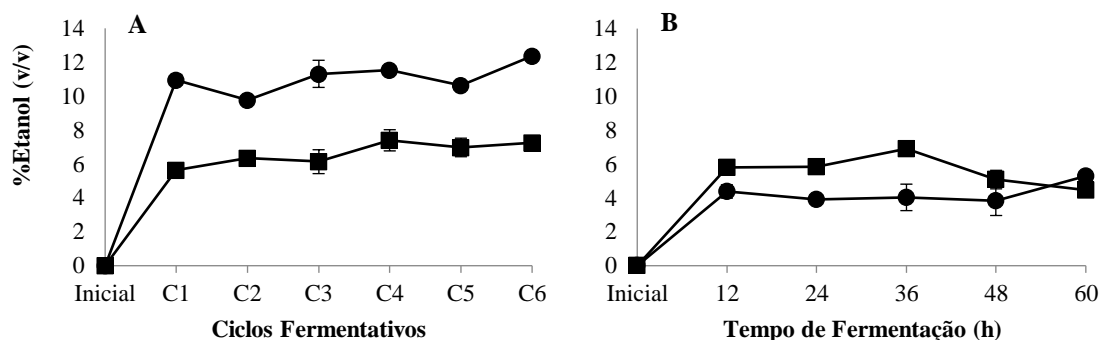 A
B
%Etanol (v/v)
14
12
10
8
6
4
2
0
Inicial C1 C2 C3 C4 C5 C6
Ciclos Fermentativos
14
12
10
8
6
4
2
0
Inicial 12 24 36 48 60
Tempo de Fermentação (h)